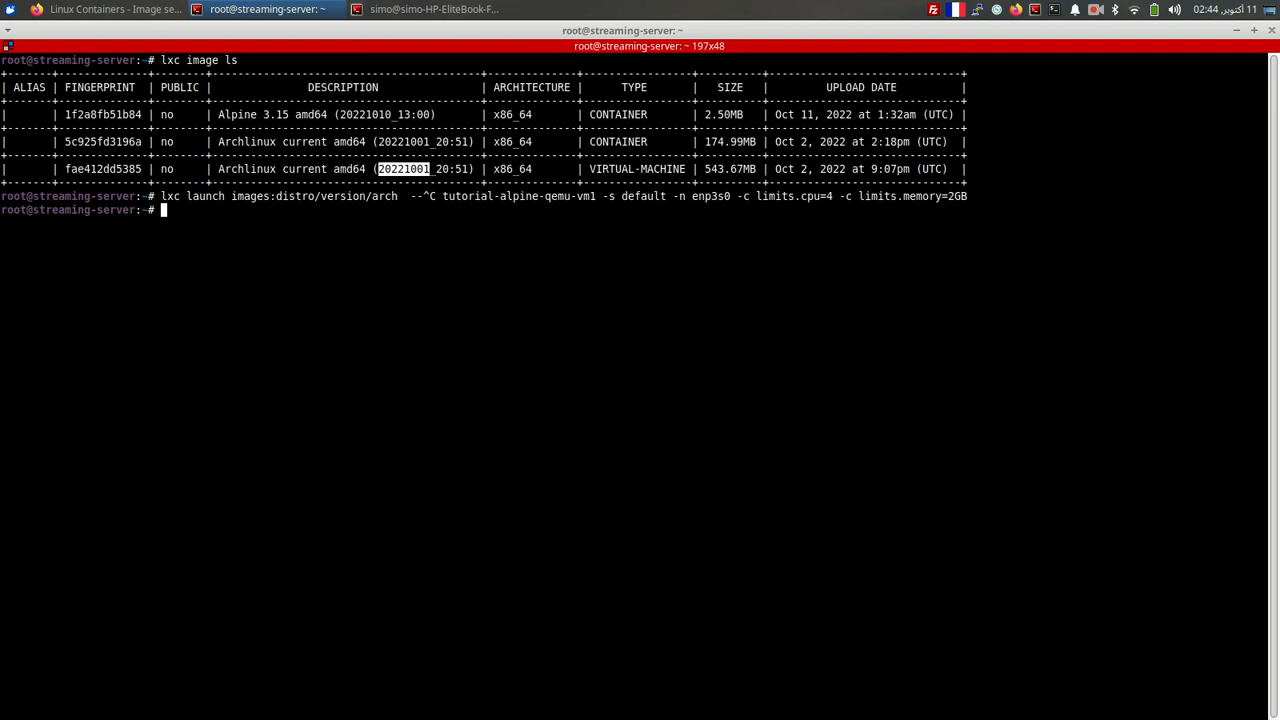 Linux Containers - Image se...
root@streaming-server: ~
simo@simo-HP-EliteBook-F...
02:44 أكتوبر, 11
root@streaming-server: ~
root@streaming-server: ~ 197x48
root@streaming-server:~# lxc image ls
+-------+--------------+--------+------------------------------------------+--------------+-----------------+----------+------------------------------+
| ALIAS | FINGERPRINT | PUBLIC | DESCRIPTION | ARCHITECTURE | TYPE | SIZE | UPLOAD DATE |
+-------+--------------+--------+------------------------------------------+--------------+-----------------+----------+------------------------------+
| | 1f2a8fb51b84 | no | Alpine 3.15 amd64 (20221010_13:00) | x86_64 | CONTAINER | 2.50MB | Oct 11, 2022 at 1:32am (UTC) |
+-------+--------------+--------+------------------------------------------+--------------+-----------------+----------+------------------------------+
| | 5c925fd3196a | no | Archlinux current amd64 (20221001_20:51) | x86_64 | CONTAINER | 174.99MB | Oct 2, 2022 at 2:18pm (UTC) |
+-------+--------------+--------+------------------------------------------+--------------+-----------------+----------+------------------------------+
| | fae412dd5385 | no | Archlinux current amd64 (20221001_20:51) | x86_64 | VIRTUAL-MACHINE | 543.67MB | Oct 2, 2022 at 9:07pm (UTC) |
+-------+--------------+--------+------------------------------------------+--------------+-----------------+----------+------------------------------+
root@streaming-server:~# lxc launch images:distro/version/arch  --^C tutorial-alpine-qemu-vm1 -s default -n enp3s0 -c limits.cpu=4 -c limits.memory=2GB
root@streaming-server:~#